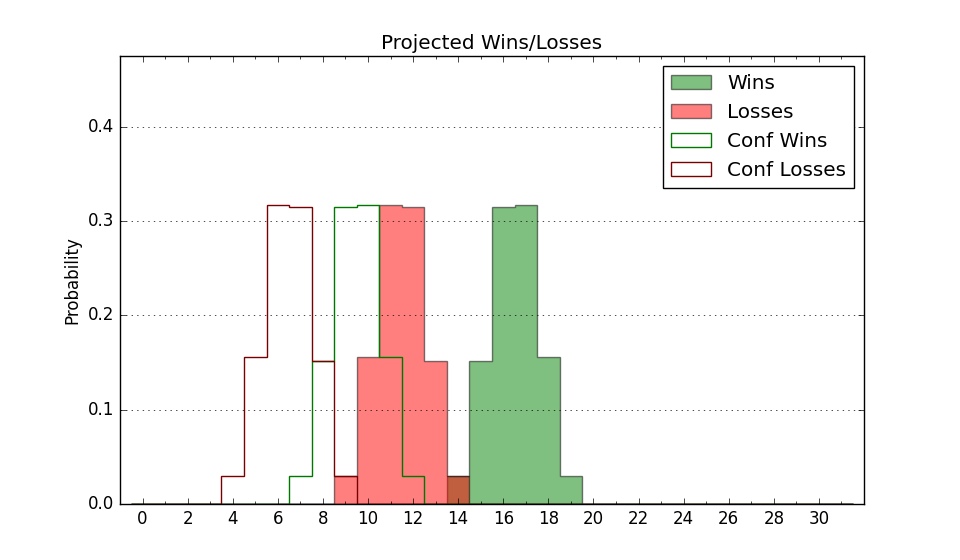 Projected Wins/Losses
Wins
Losses
Conf Wins
Conf Losses
Probability
0.4
0.3
0.2
0.1
0.0
0 2 4 6 8 10 12 14 16 18 20 22 24 26 28 30